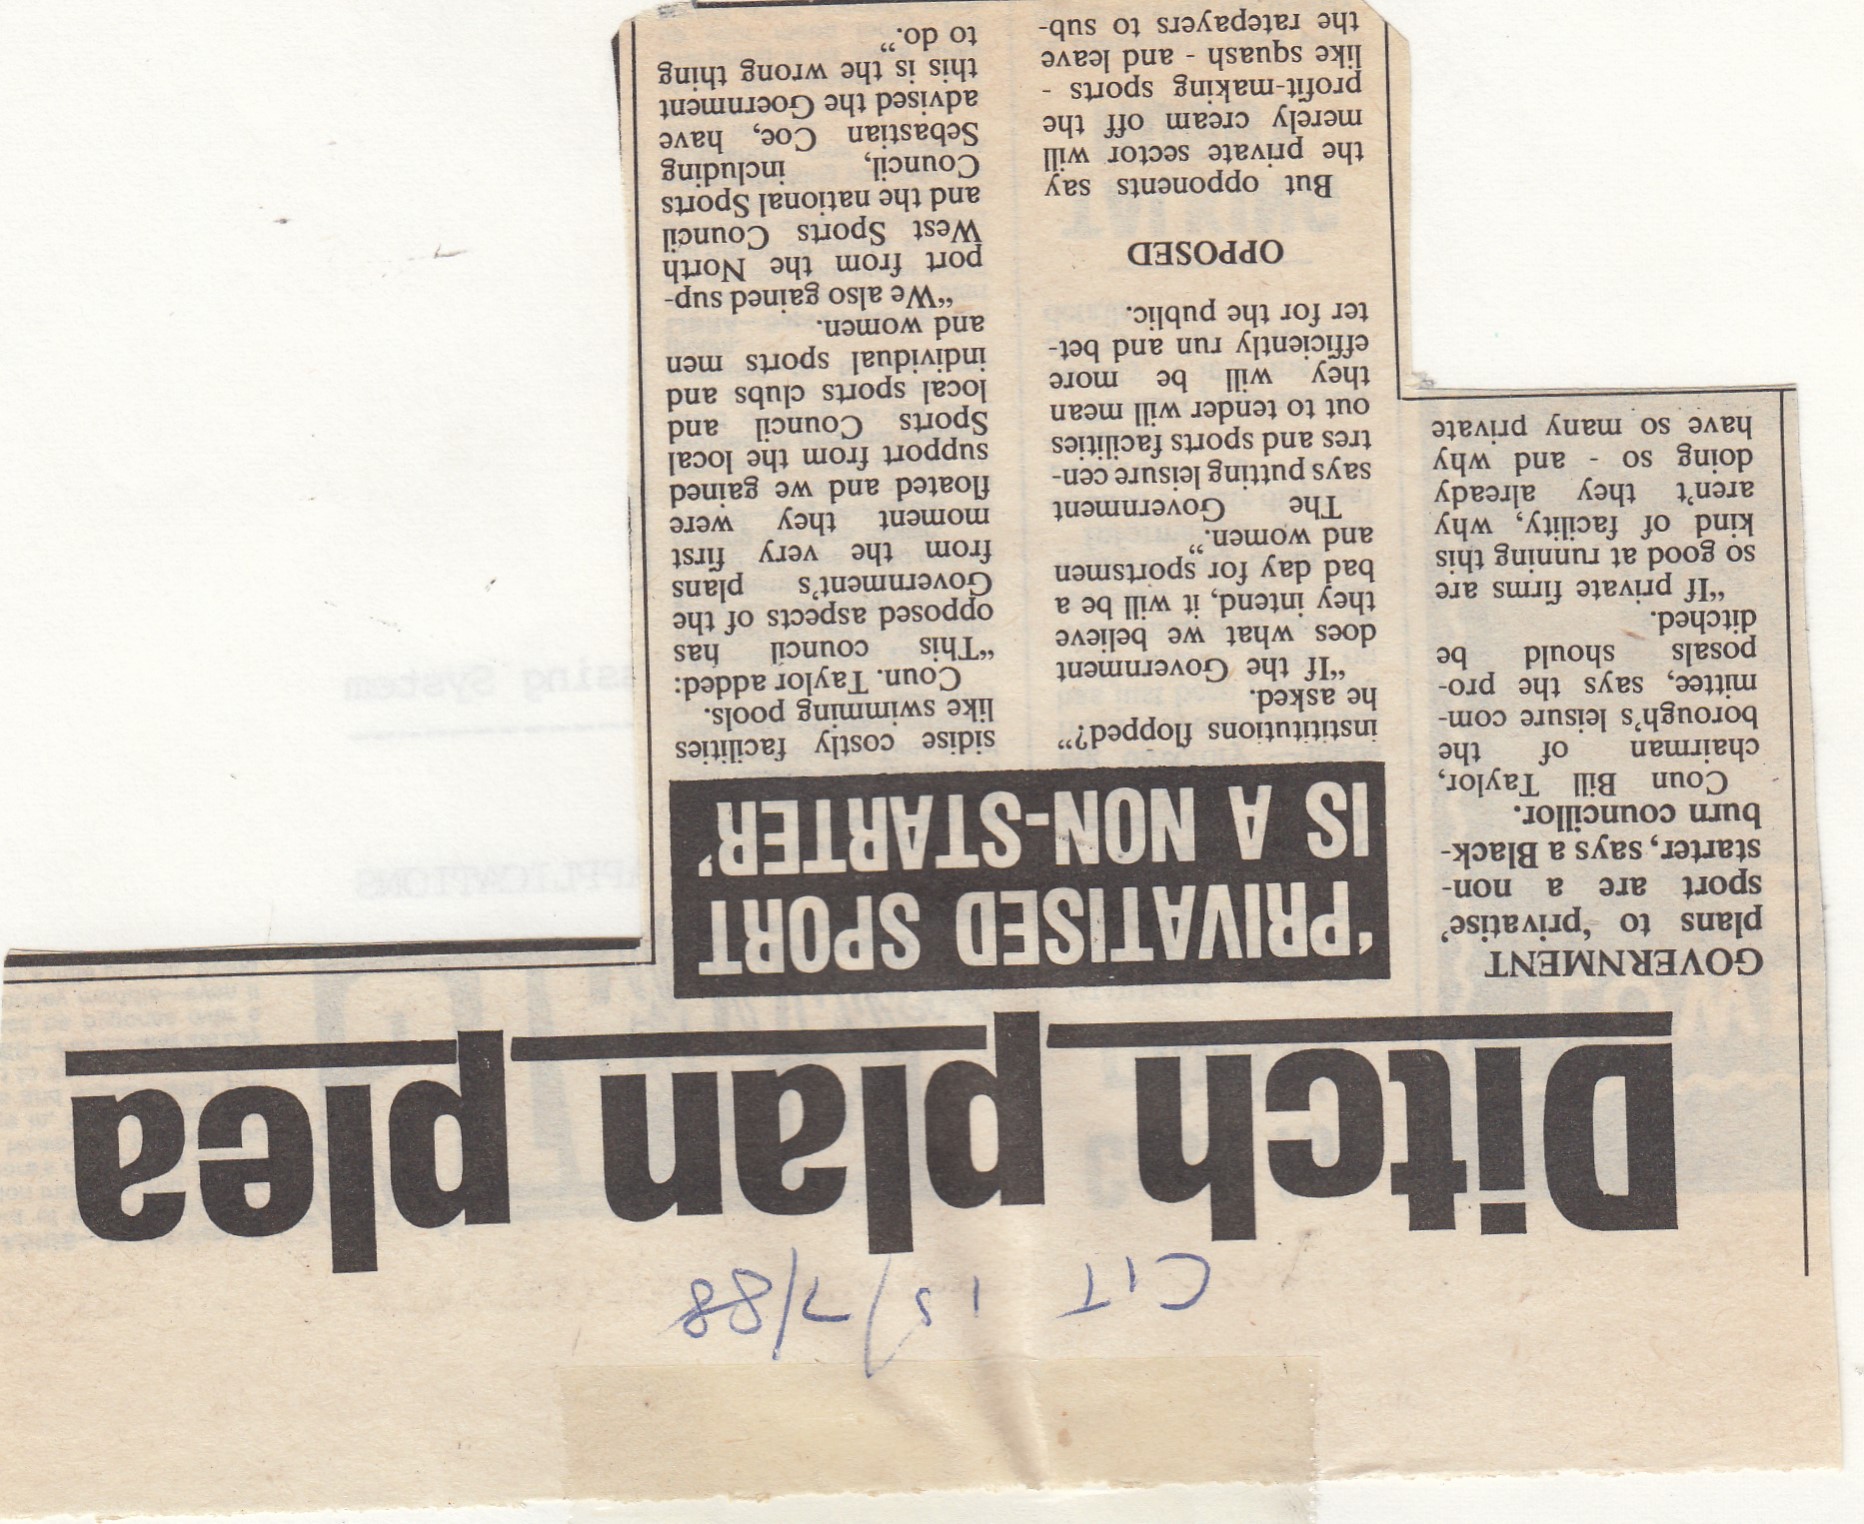 CIT 15/7/88
Ditch plan plea
GOVERNMENT
plans to ‘privatise’
sport are a non-
starter, says a Black-
burn councillor.
Coun Bill Taylor,
chairman of the
borough’s leisure com-
mittee, says the pro-
posals should be
ditched.
“If private firms are
so good at running this
kind of facility, why
aren’t they already
doing so - and why
have so many private
‘PRIVATISED SPORT
IS A NON-STARTER’
institutitions flopped?”
he asked.
“If the Government
does what we believe
they intend, it will be a
bad day for sportsmen
and women.”
The Government
says putting leisure cen-
tres and sports facilities
out to tender will mean
they will be more
efficiently run and bet-
ter for the public.
OPPOSED
But opponents say
the private sector will
merely cream off the
profit-making sports -
like squash - and leave
the ratepayers to sub-
sidise costly facilities
like swimming pools.
Coun. Taylor added:
“This council has
opposed aspects of the
Government’s plans
from the very first
moment they were
floated and we gained
support from the local
Sports Council and
local sports clubs and
individual sports men
and women.
“We also gained sup-
port from the North
West Sports Council
and the national Sports
Council, including
Sebastian Coe, have
advised the Goernment
this is the wrong thing
to do.”